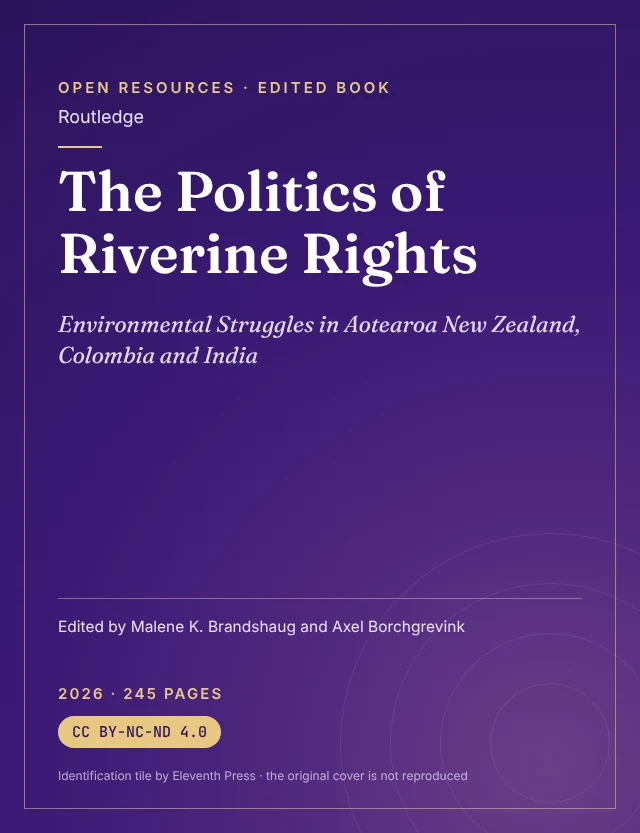 OPEN RESOURCES · EDITED BOOK
Routledge
The Politics of
Riverine Rights
Environmental Struggles in Aotearoa New Zealand,
Colombia and India
Edited by Malene K. Brandshaug and Axel Borchgrevink
2026 · 245 PAGES
CC BY-NC-ND 4.0
Identification tile by Eleventh Press · the original cover is not reproduced